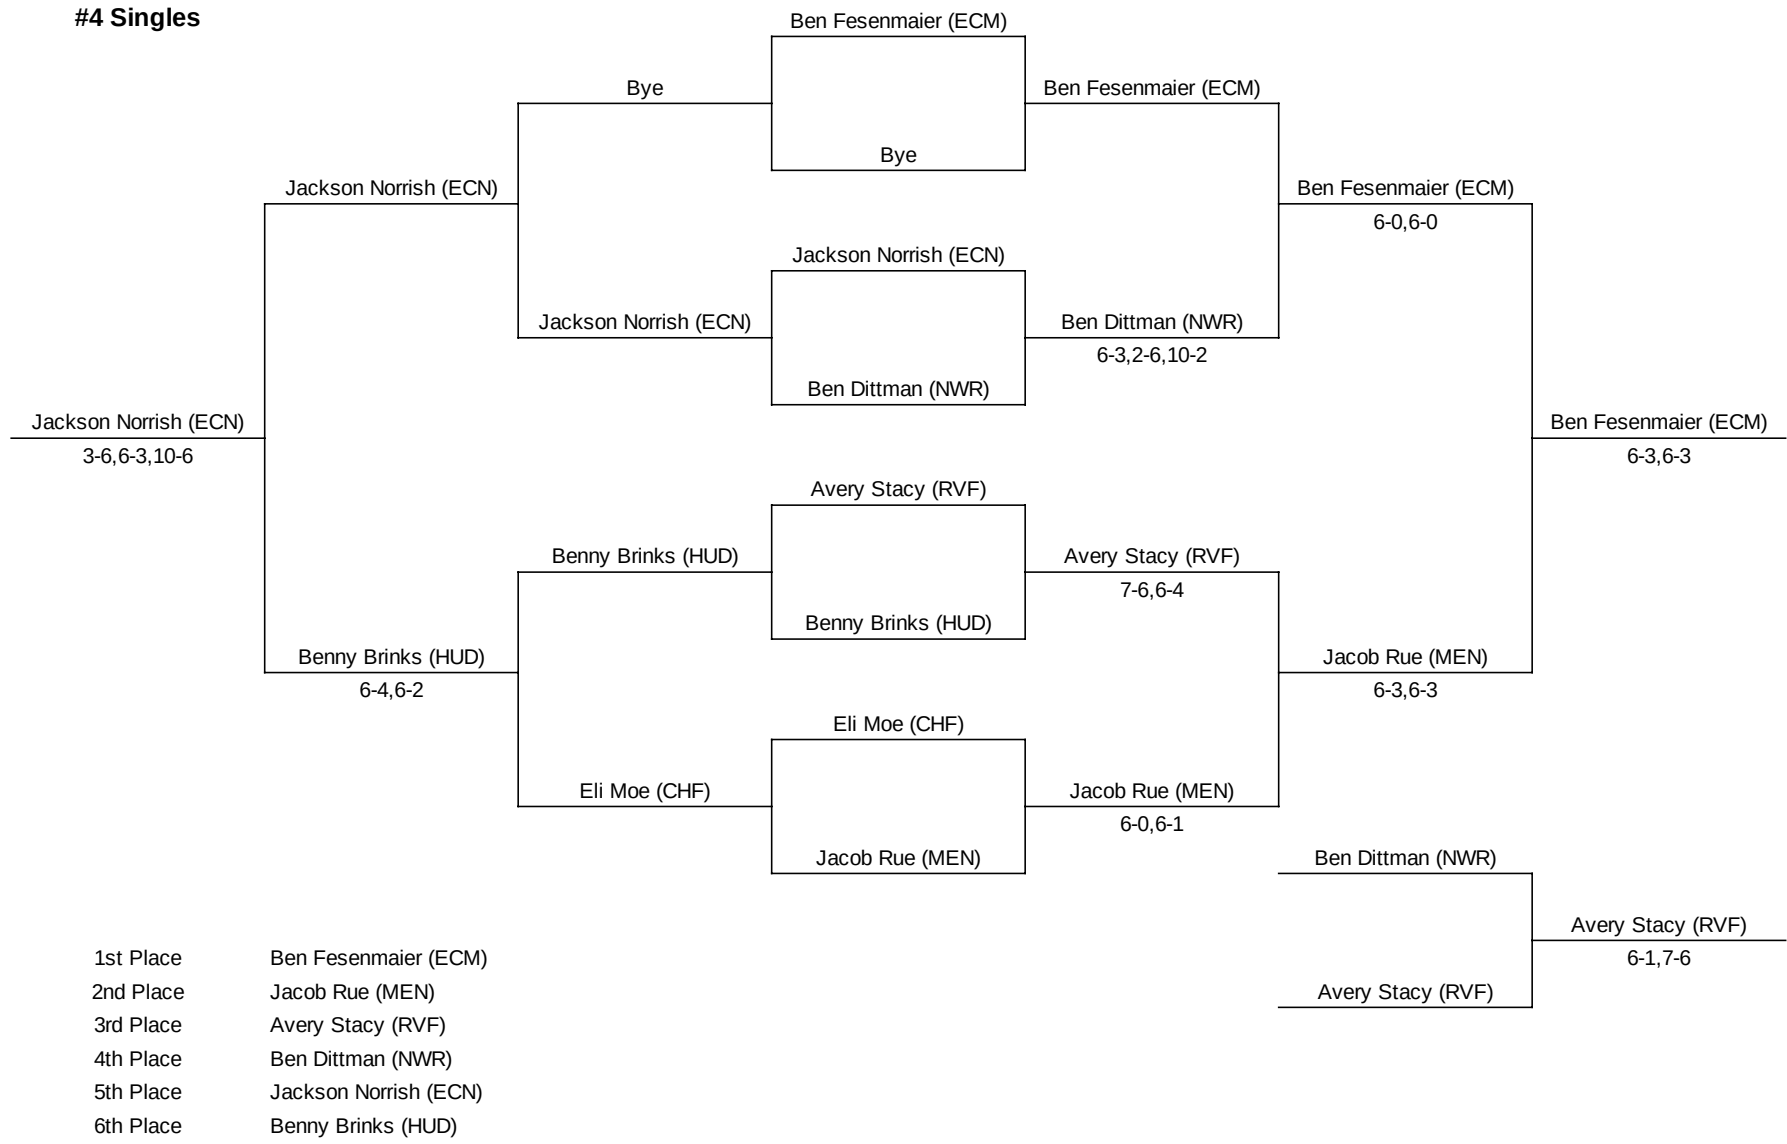 #4 Singles
Ben Fesenmaier (ECM)
Bye
Ben Fesenmaier (ECM)
Bye
Jackson Norrish (ECN)
Ben Fesenmaier (ECM)
6-0,6-0
Jackson Norrish (ECN)
Jackson Norrish (ECN)
Ben Dittman (NWR)
6-3,2-6,10-2
Ben Dittman (NWR)
Jackson Norrish (ECN)
Ben Fesenmaier (ECM)
3-6,6-3,10-6
6-3,6-3
Avery Stacy (RVF)
Benny Brinks (HUD)
Avery Stacy (RVF)
7-6,6-4
Benny Brinks (HUD)
Benny Brinks (HUD)
Jacob Rue (MEN)
6-4,6-2
6-3,6-3
Eli Moe (CHF)
Eli Moe (CHF)
Jacob Rue (MEN)
6-0,6-1
Jacob Rue (MEN)
Ben Dittman (NWR)
Avery Stacy (RVF)
6-1,7-6
Avery Stacy (RVF)
1st Place Ben Fesenmaier (ECM)
2nd Place Jacob Rue (MEN)
3rd Place Avery Stacy (RVF)
4th Place Ben Dittman (NWR)
5th Place Jackson Norrish (ECN)
6th Place Benny Brinks (HUD)